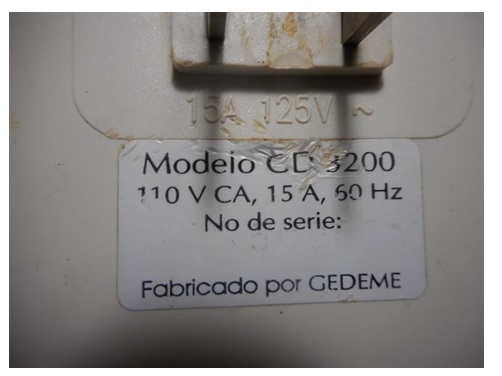 15A 125V ~
Modelo CD 3200
110 V CA, 15 A, 60 Hz
No de serie:
Fabricado por GEDEME